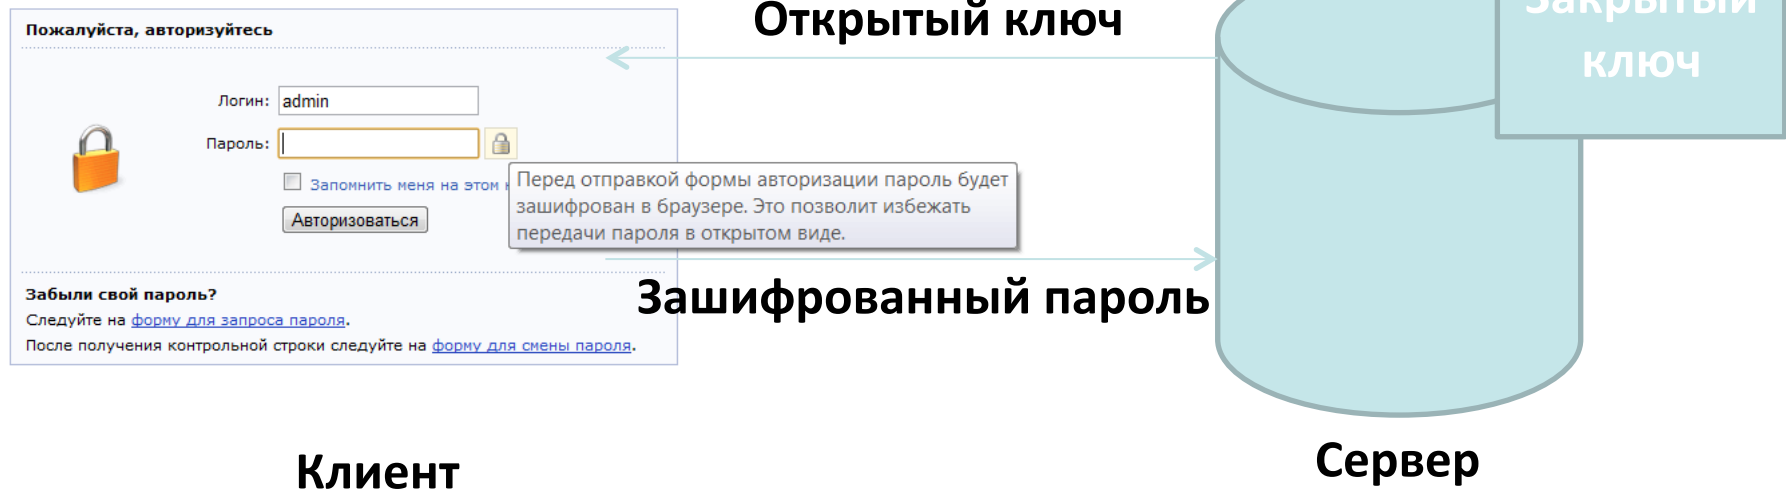 Открытый ключ
Закрытый
ключ
Пожалуйста, авторизуйтесь
Логин: admin
Пароль:
Запомнить меня на этом
Авторизоваться
Перед отправкой формы авторизации пароль будет
зашифрован в браузере. Это позволит избежать
передачи пароля в открытом виде.
Забыли свой пароль?
Следуйте на форму для запроса пароля.
После получения контрольной строки следуйте на форму для смены пароля.
Зашифрованный пароль
Клиент
Сервер